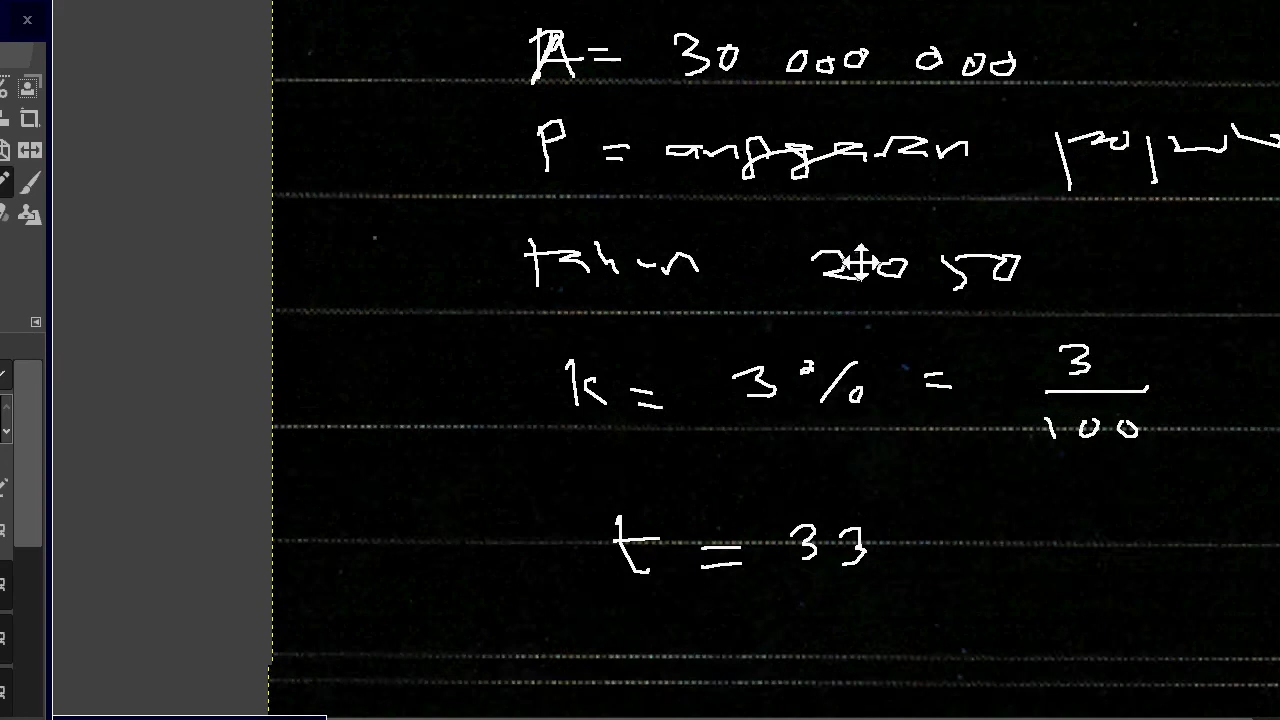 A = 30 000 000
P = anggaran
tahun 2050
k = 3% = 3/100
t = 33